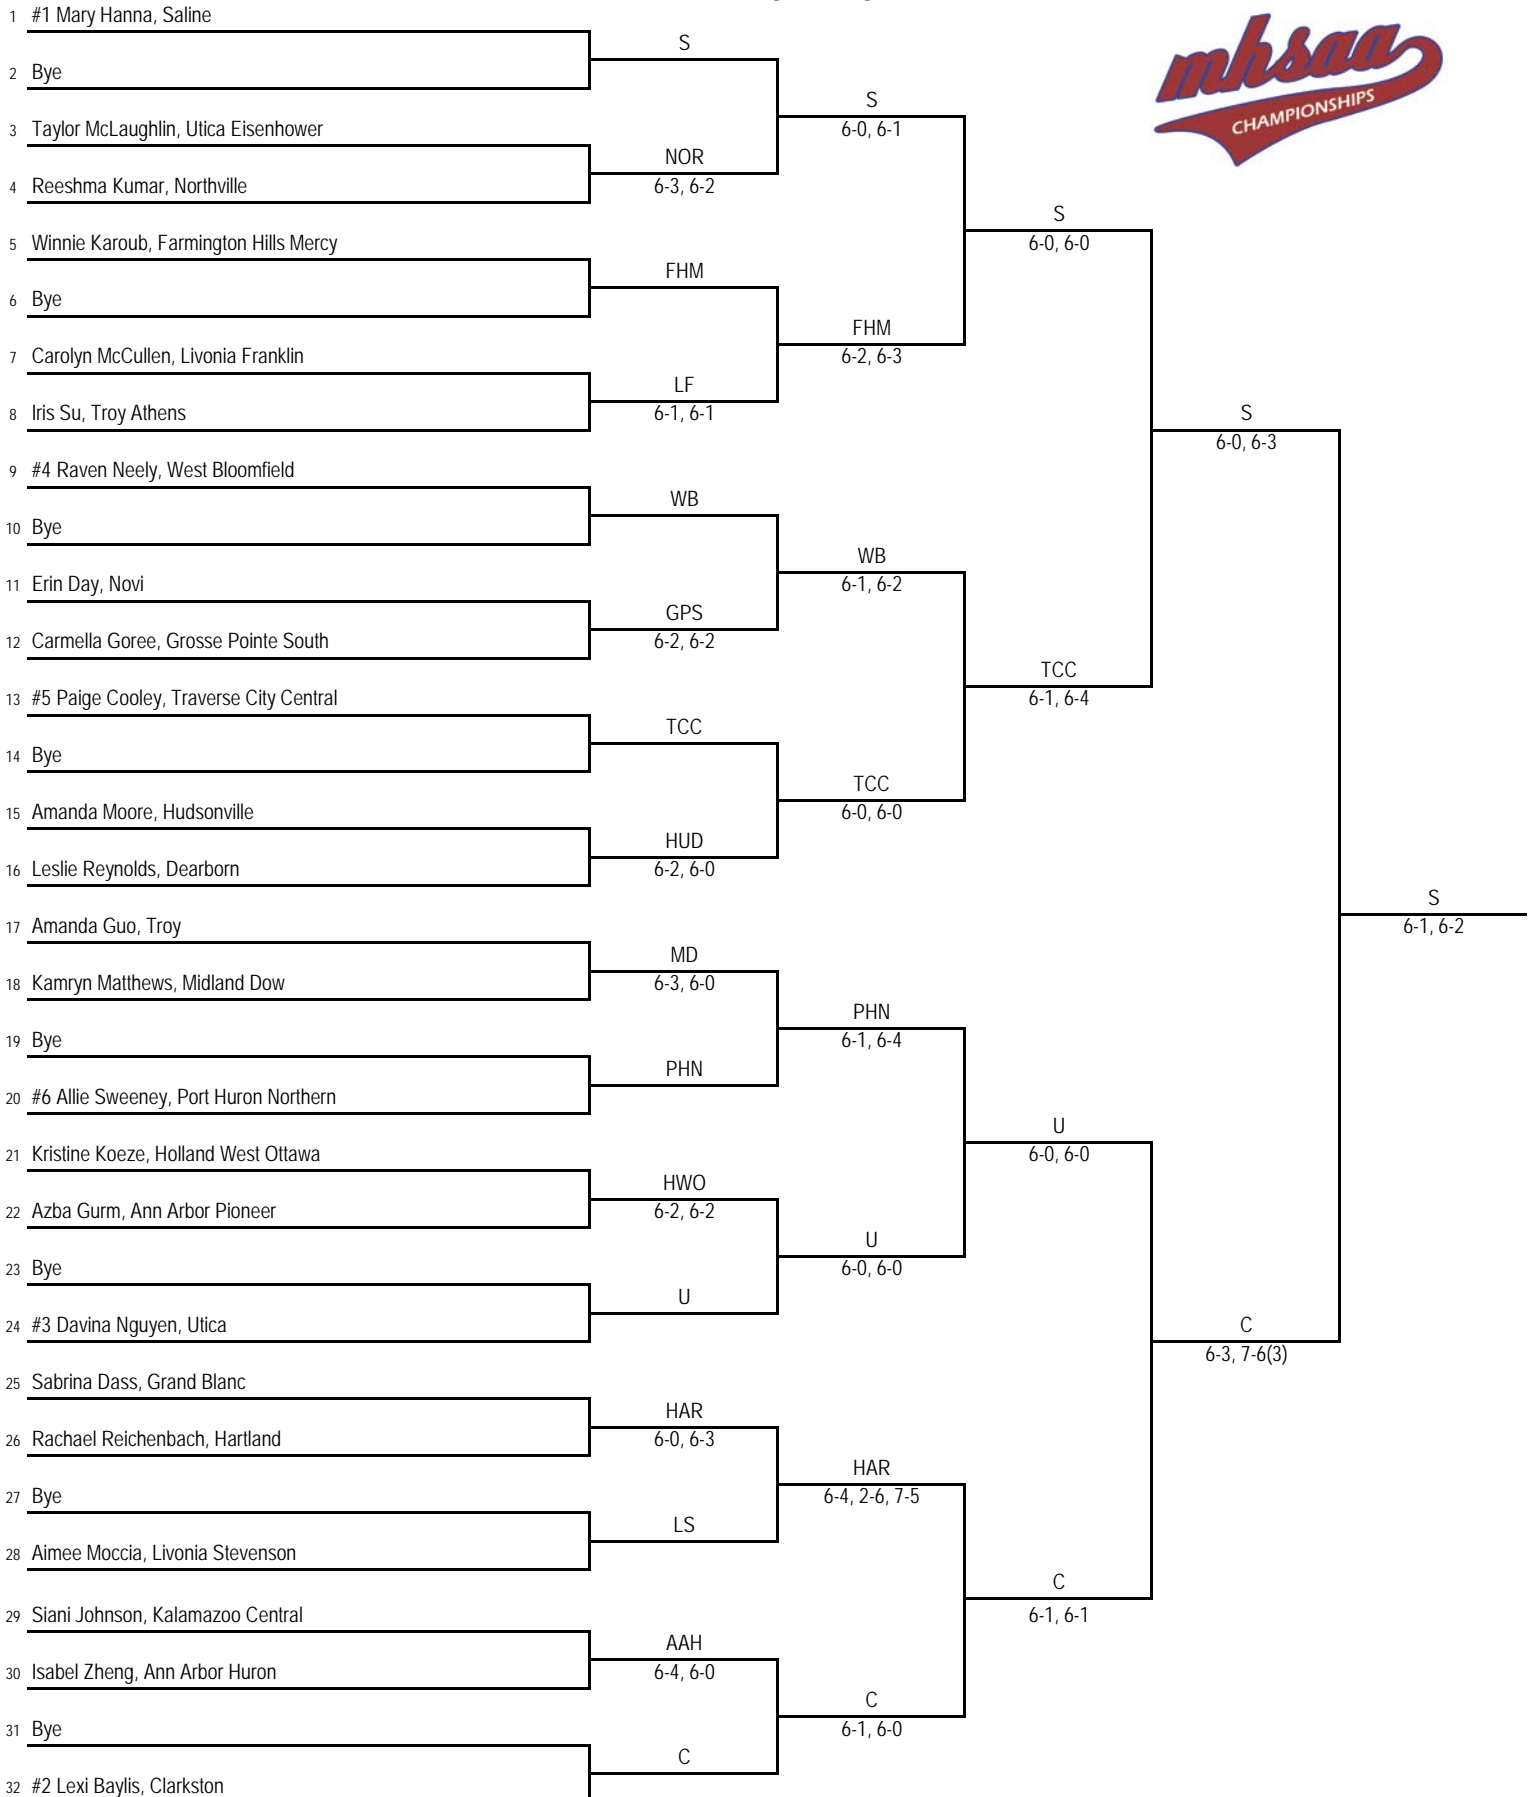 1 #1 Mary Hanna, Saline
2 Bye
3 Taylor McLaughlin, Utica Eisenhower
4 Reeshma Kumar, Northville
5 Winnie Karoub, Farmington Hills Mercy
6 Bye
7 Carolyn McCullen, Livonia Franklin
8 Iris Su, Troy Athens
9 #4 Raven Neely, West Bloomfield
10 Bye
11 Erin Day, Novi
12 Carmella Goree, Grosse Pointe South
13 #5 Paige Cooley, Traverse City Central
14 Bye
15 Amanda Moore, Hudsonville
16 Leslie Reynolds, Dearborn
17 Amanda Guo, Troy
18 Kamryn Matthews, Midland Dow
19 Bye
20 #6 Allie Sweeney, Port Huron Northern
21 Kristine Koeze, Holland West Ottawa
22 Azba Gurm, Ann Arbor Pioneer
23 Bye
24 #3 Davina Nguyen, Utica
25 Sabrina Dass, Grand Blanc
26 Rachael Reichenbach, Hartland
27 Bye
28 Aimee Moccia, Livonia Stevenson
29 Siani Johnson, Kalamazoo Central
30 Isabel Zheng, Ann Arbor Huron
31 Bye
32 #2 Lexi Baylis, Clarkston
S
NOR
6-3, 6-2
FHM
LF
6-1, 6-1
WB
GPS
6-2, 6-2
TCC
HUD
6-2, 6-0
MD
6-3, 6-0
PHN
HWO
6-2, 6-2
U
HAR
6-0, 6-3
LS
AAH
6-4, 6-0
C
S
6-0, 6-1
FHM
6-2, 6-3
WB
6-1, 6-2
TCC
6-0, 6-0
PHN
6-1, 6-4
U
6-0, 6-0
HAR
6-4, 2-6, 7-5
C
6-1, 6-0
S
6-0, 6-0
TCC
6-1, 6-4
U
6-0, 6-0
C
6-1, 6-1
S
6-0, 6-3
C
6-3, 7-6(3)
S
6-1, 6-2
mhsaa
CHAMPIONSHIPS